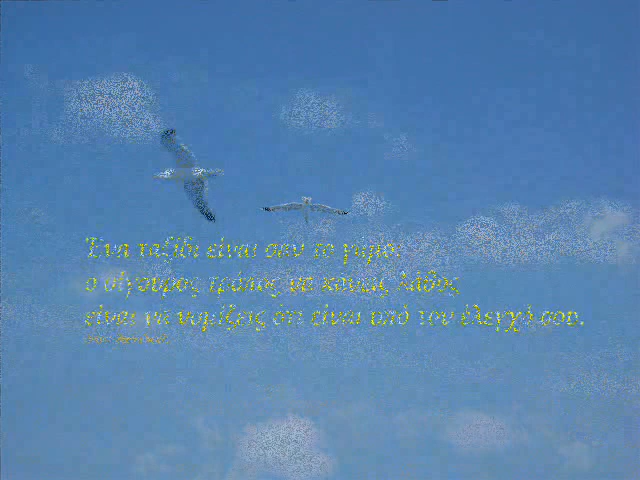 Ένα ταξίδι είναι σαν το γάμο.
ο σίγουρος τρόπος να κάνεις λάθος
είναι να νομίζεις ότι είναι υπό τον έλεγχό σου.